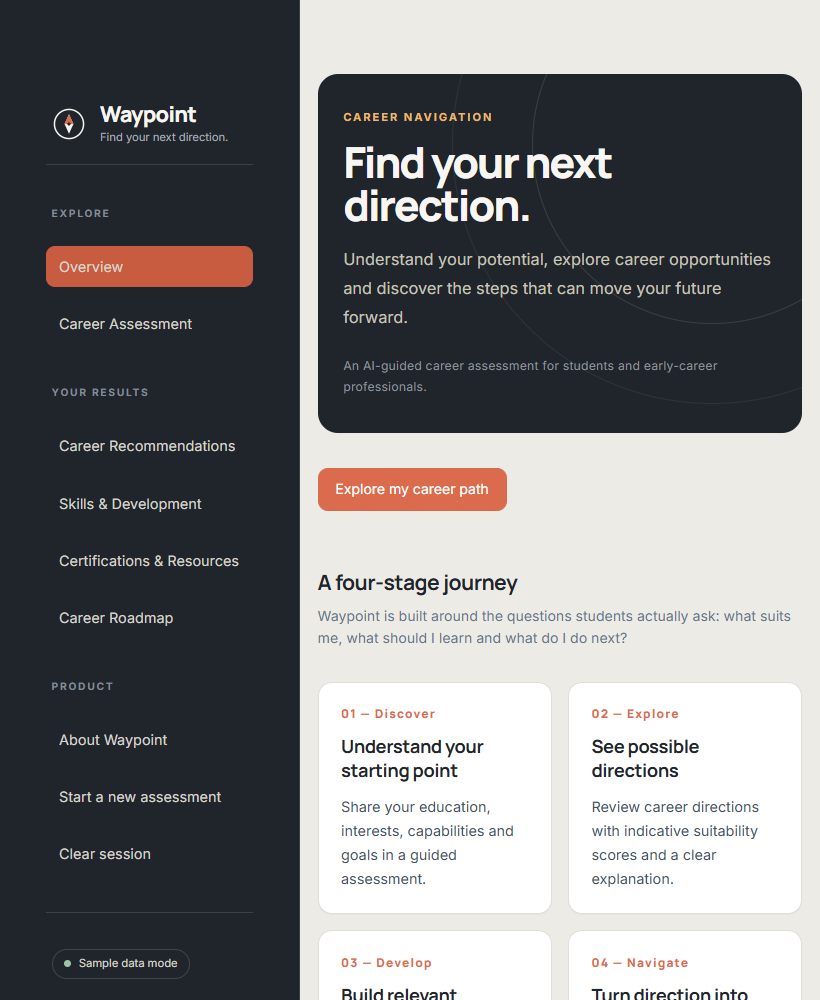 Waypoint
Find your next direction.
EXPLORE
Overview
Career Assessment
YOUR RESULTS
Career Recommendations
Skills & Development
Certifications & Resources
Career Roadmap
PRODUCT
About Waypoint
Start a new assessment
Clear session
Sample data mode
CAREER NAVIGATION
Find your next
direction.
Understand your potential, explore career opportunities
and discover the steps that can move your future
forward.
An AI-guided career assessment for students and early-career
professionals.
Explore my career path
A four-stage journey
Waypoint is built around the questions students actually ask: what suits
me, what should I learn and what do I do next?
01 — Discover
Understand your
starting point
Share your education,
interests, capabilities and
goals in a guided
assessment.
02 — Explore
See possible
directions
Review career directions
with indicative suitability
scores and a clear
explanation.
03 — Develop
Build relevant
04 — Navigate
Turn direction into